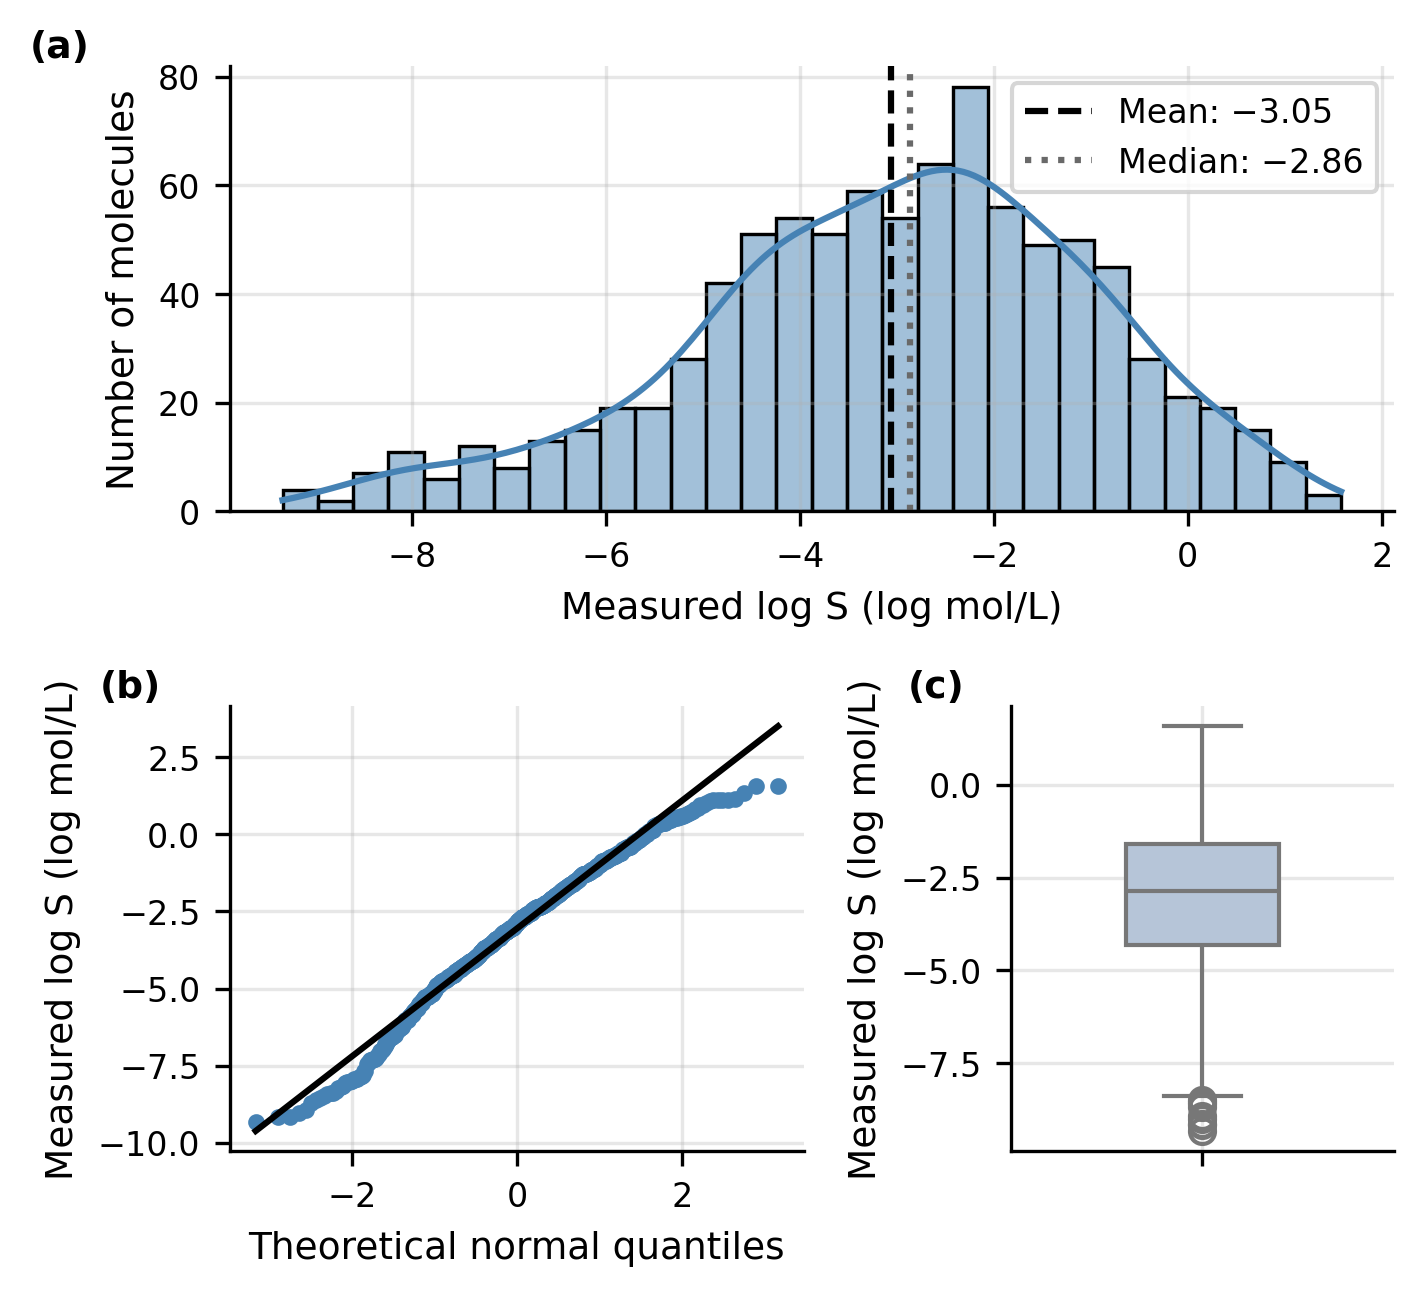 (a)
Number of molecules
80
60
40
20
0
Mean: −3.05
Median: −2.86
−8 −6 −4 −2 0 2
Measured log S (log mol/L)
(b)
Measured log S (log mol/L)
2.5
0.0
−2.5
−5.0
−7.5
−10.0
−2 0 2
Theoretical normal quantiles
(c)
Measured log S (log mol/L)
0.0
−2.5
−5.0
−7.5